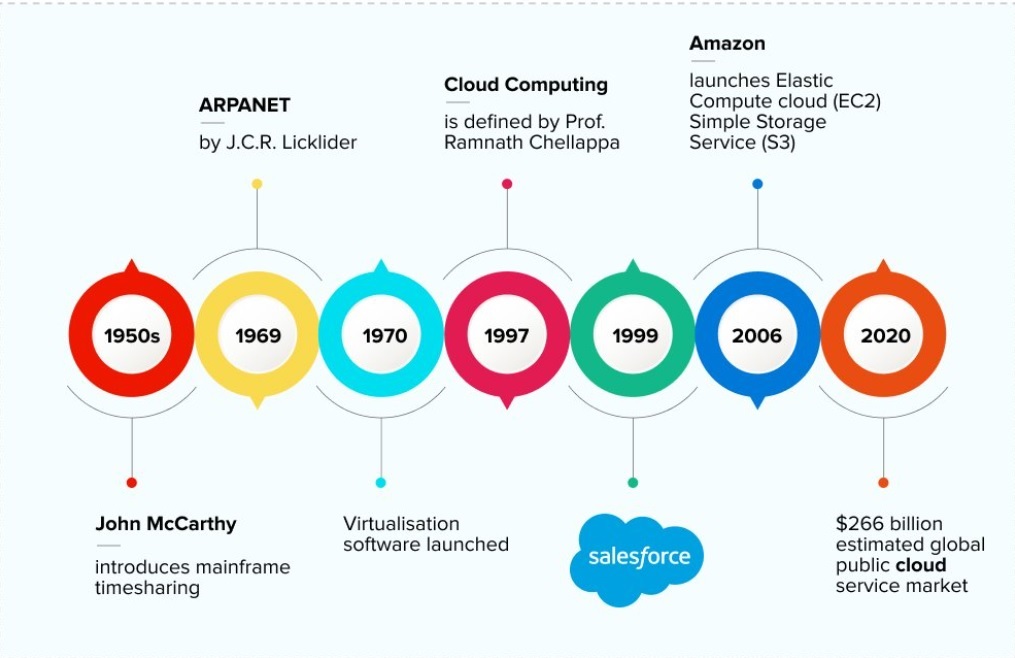 Amazon
launches Elastic
Compute cloud (EC2)
Simple Storage
Service (S3)
Cloud Computing
is defined by Prof.
Ramnath Chellappa
ARPANET
by J.C.R. Licklider
1950s
1969
1970
1997
1999
2006
2020
John McCarthy
introduces mainframe
timesharing
Virtualisation
software launched
salesforce
$266 billion
estimated global
public cloud
service market